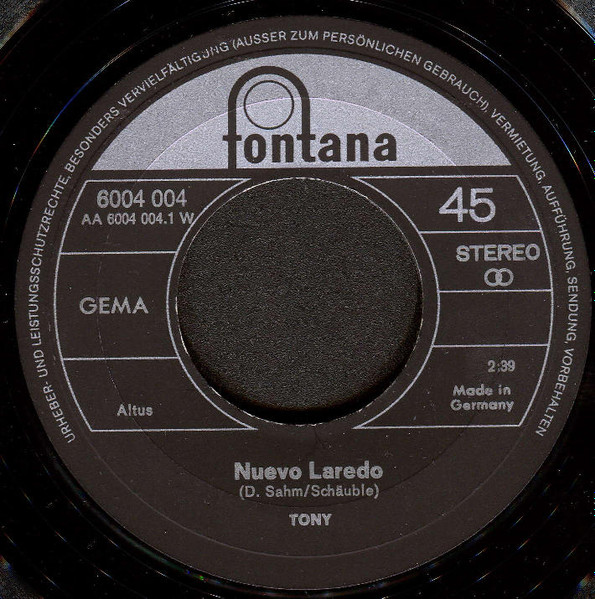 URHEBER- UND LEISTUNGSSCHUTZRECHTE, BESONDERS VERVIELFÄLTIGUNG (AUSSER ZUM PERSÖNLICHEN GEBRAUCH), VERMIETUNG, AUFFÜHRUNG, SENDUNG, VORBEHALTEN
fontana
6004 004
AA 6004 004.1 W
45
STEREO
GEMA
2:39
Made in
Germany
Altus
Nuevo Laredo
(D. Sahm/Schäuble)
TONY